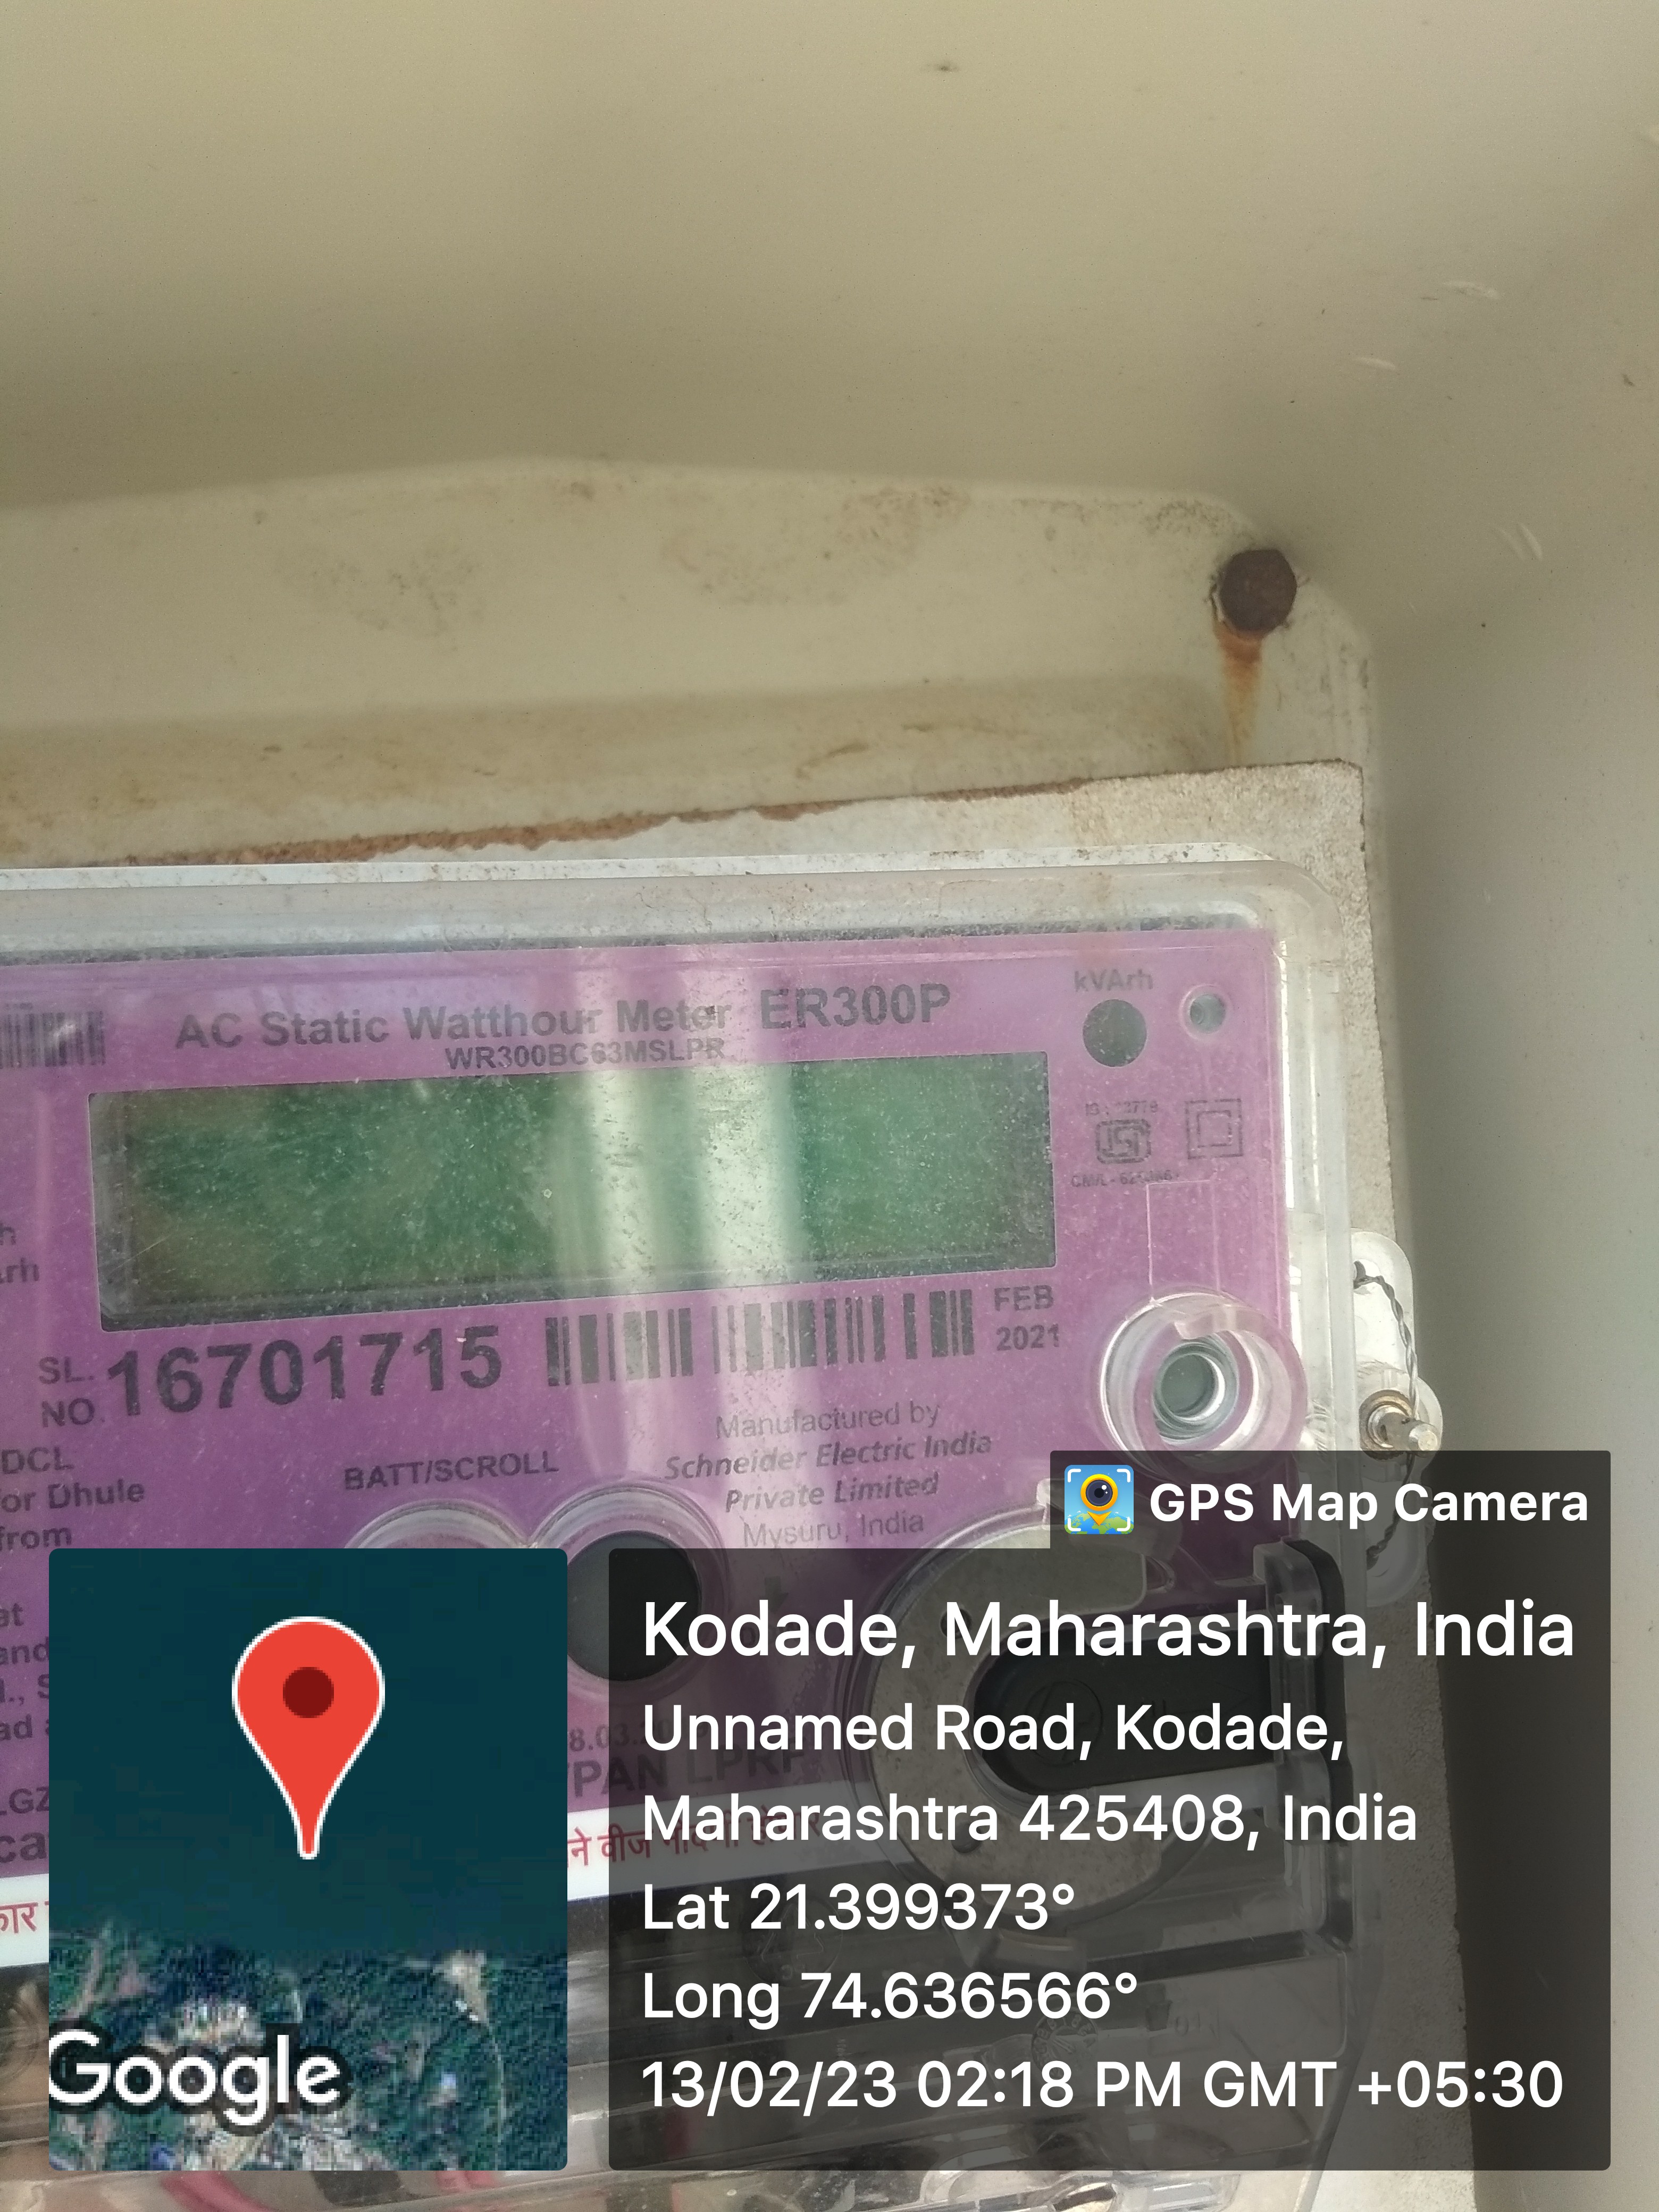 AC Static Watthour Meter ER300P
WR300BC63MSLPR
kVArh
SL. NO. 16701715
FEB
2021
DCL
or Dhule
from
BATT/SCROLL
Manufactured by
Schneider Electric India
Private Limited
Mysuru, India
GPS Map Camera
Kodade, Maharashtra, India
Unnamed Road, Kodade,
Maharashtra 425408, India
Lat 21.399373°
Long 74.636566°
13/02/23 02:18 PM GMT +05:30
Google